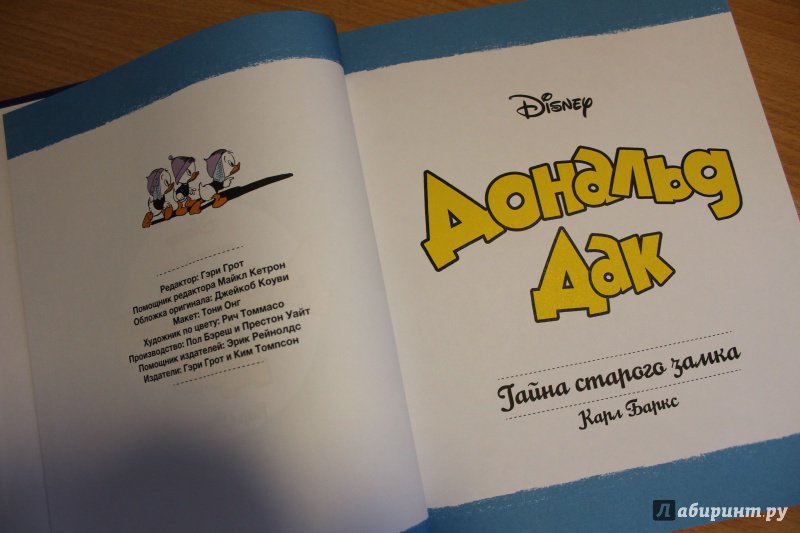 Редактор: Гэри Грот
Помощник редактора Майкл Кетрон
Обложка оригинала: Джейкоб Коуви
Макет: Тони Онг
Художник по цвету: Рич Томмасо
Производство: Пол Бэреш и Престон Уайт
Помощник издателей: Эрик Рейнолдс
Издатели: Гэри Грот и Ким Томпсон
Disney
Дональд
Дак
Тайна старого замка
Карл Баркс
Лабиринт.ру